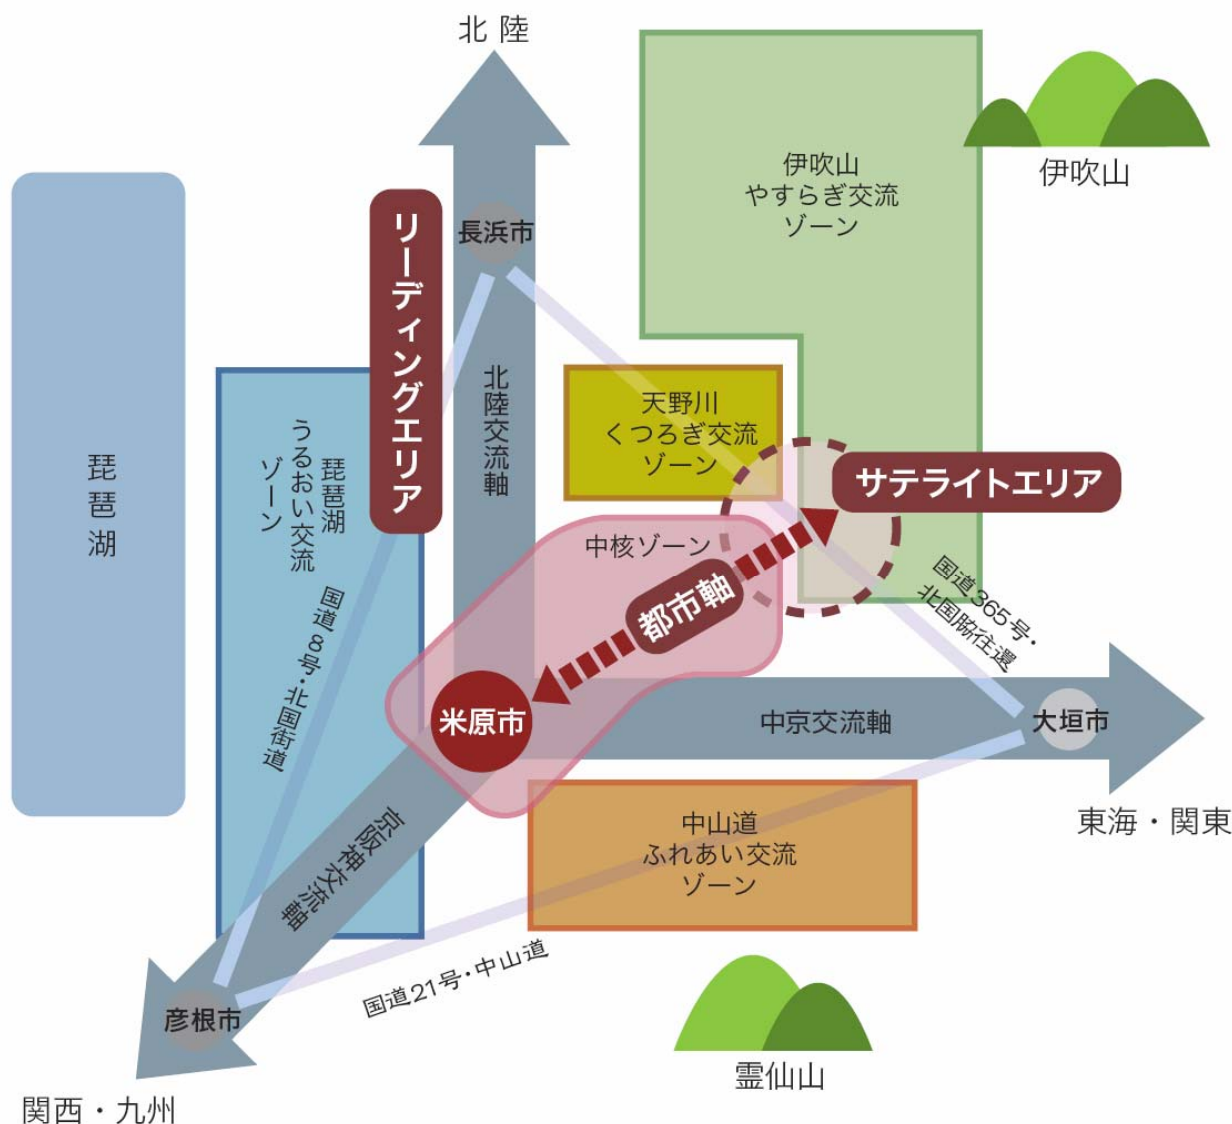 北陸
伊吹山
やすらぎ交流
ゾーン
伊吹山
リーディングエリア
長浜市
北陸交流軸
天野川
くつろぎ交流
ゾーン
琵琶湖
琵琶湖
うるおい交流
ゾーン
サテライトエリア
中核ゾーン
都市軸
国道365号・
北国脇往還
国道8号・北国街道
米原市
中京交流軸
大垣市
東海・関東
京阪神交流軸
中山道
ふれあい交流
ゾーン
国道21号・中山道
彦根市
霊仙山
関西・九州